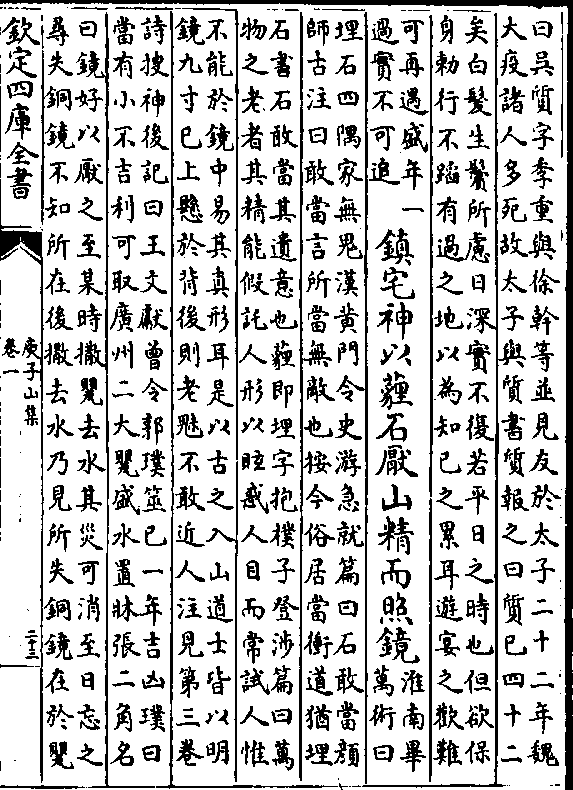 曰吳質字季重與徐幹等並見友於太子二十二年魏
大疫諸人多死故太子與質書質報之曰質已四十二
矣白髮生鬢所慮日深實不復若平日之時也但欲保
身勅行不蹈有過之地以為知己之累耳遊宴之歡難
可再遇盛年一
過實不可追
鎮宅神以薶石厭山精而照鏡
淮南畢
萬術曰
埋石四隅家無鬼漢黄門令史游急就篇曰石敢當顔
師古注曰敢當言所當無敵也按今俗居當衝道猶埋
石書石敢當其遺意也薶即埋字抱樸子登涉篇曰萬
物之老者其精能假託人形以眩惑人目而常試人惟
不能於鏡中易其真形耳是以古之入山道士皆以明
鏡九寸已上懸於背後則老魅不敢近人注見第三卷
詩搜神後記曰王文獻曾令郭璞筮已一年吉凶璞曰
當有小不吉利可取廣州二大甖盛水置牀張二角名
曰鏡好以厭之至某時撤甖去水其災可消至日忘之
尋失銅鏡不知所在後撤去水乃見所失銅鏡在於甖
欽定四庫全書
庾子山集
卷一
二十三